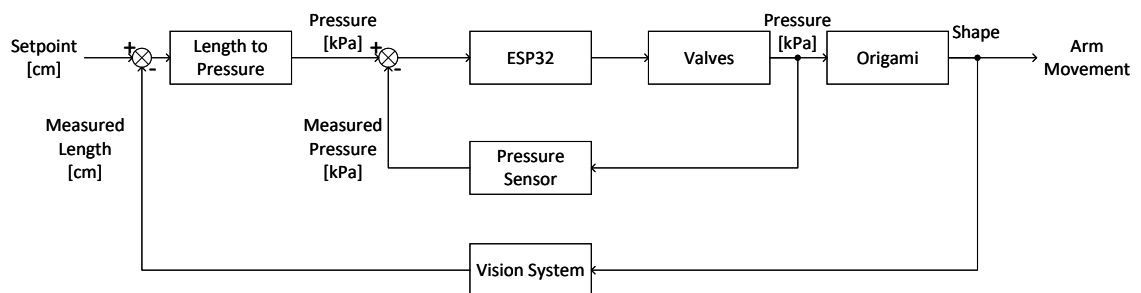 Setpoint
[cm]
+
-
Length to
Pressure
Pressure
[kPa]
+
-
ESP32
Valves
Pressure
[kPa]
Origami
Shape
Arm
Movement
Measured
Length
[cm]
Measured
Pressure
[kPa]
Pressure
Sensor
Vision System